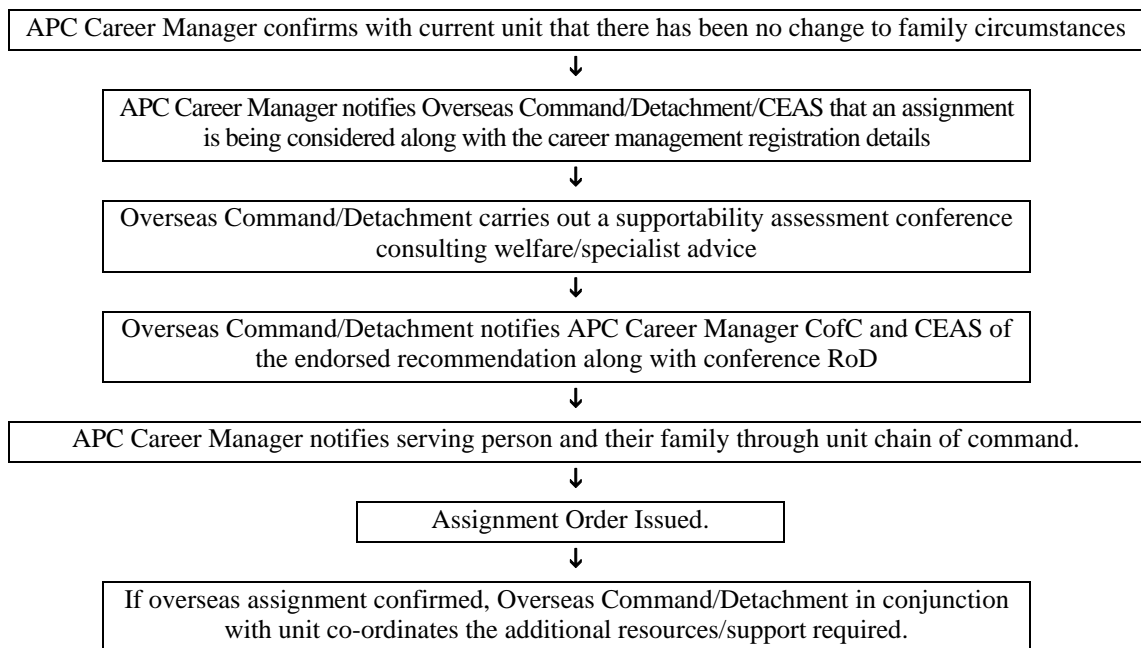 APC Career Manager confirms with current unit that there has been no change to family circumstances
APC Career Manager notifies Overseas Command/Detachment/CEAS that an assignment
is being considered along with the career management registration details
Overseas Command/Detachment carries out a supportability assessment conference
consulting welfare/specialist advice
Overseas Command/Detachment notifies APC Career Manager CofC and CEAS of
the endorsed recommendation along with conference RoD
APC Career Manager notifies serving person and their family through unit chain of command.
Assignment Order Issued.
If overseas assignment confirmed, Overseas Command/Detachment in conjunction
with unit co-ordinates the additional resources/support required.